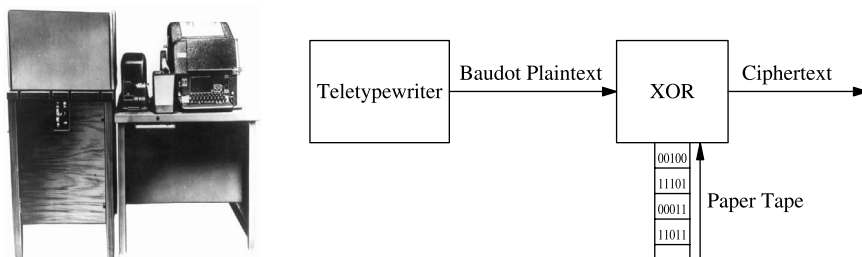 Teletypewriter
Baudot Plaintext
XOR
Ciphertext
00100
11101
00011
11011
Paper Tape